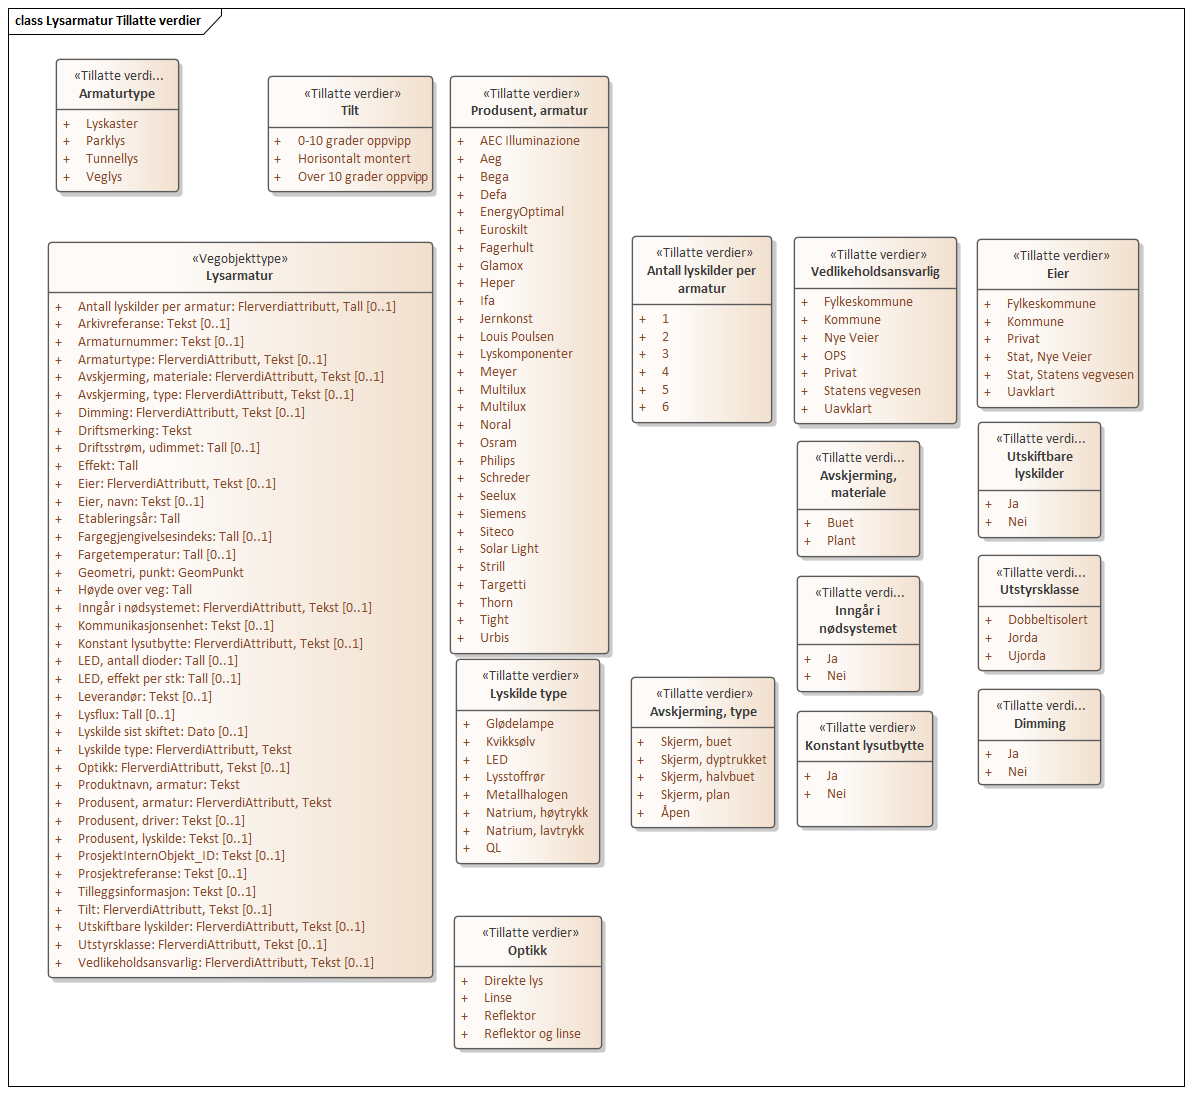 class Lysarmatur Tillatte verdier
«Tillatte verdi...
Armaturtype
+ Lyskaster
+ Parklys
+ Tunnellys
+ Veglys
«Tillatte verdier»
Tilt
+ 0-10 grader oppvipp
+ Horisontalt montert
+ Over 10 grader oppvipp
«Tillatte verdier»
Produsent, armatur
+ AEC Illuminazione
+ Aeg
+ Bega
+ Defa
+ EnergyOptimal
+ Euroskilt
+ Fagerhult
+ Glamox
+ Heper
+ Ifa
+ Jernkonst
+ Louis Poulsen
+ Lyskomponenter
+ Meyer
+ Multilux
+ Multilux
+ Noral
+ Osram
+ Philips
+ Schreder
+ Seelux
+ Siemens
+ Siteco
+ Solar Light
+ Strill
+ Targetti
+ Thorn
+ Tight
+ Urbis
«Vegobjekttype»
Lysarmatur
+ Antall lyskilder per armatur: Flerverdiattributt, Tall [0..1]
+ Arkivreferanse: Tekst [0..1]
+ Armaturnummer: Tekst [0..1]
+ Armaturtype: FlerverdiAttributt, Tekst [0..1]
+ Avskjerming, materiale: FlerverdiAttributt, Tekst [0..1]
+ Avskjerming, type: FlerverdiAttributt, Tekst [0..1]
+ Dimming: FlerverdiAttributt, Tekst [0..1]
+ Driftsmerking: Tekst
+ Driftsstrøm, udimmet: Tall [0..1]
+ Effekt: Tall
+ Eier: FlerverdiAttributt, Tekst [0..1]
+ Eier, navn: Tekst [0..1]
+ Etableringsår: Tall
+ Fargegjengivelsesindeks: Tall [0..1]
+ Fargetemperatur: Tall [0..1]
+ Geometri, punkt: GeomPunkt
+ Høyde over veg: Tall
+ Inngår i nødsystemet: FlerverdiAttributt, Tekst [0..1]
+ Kommunikasjonsenhet: Tekst [0..1]
+ Konstant lysutbytte: FlerverdiAttributt, Tekst [0..1]
+ LED, antall dioder: Tall [0..1]
+ LED, effekt per stk: Tall [0..1]
+ Leverandør: Tekst [0..1]
+ Lysflux: Tall [0..1]
+ Lyskilde sist skiftet: Dato [0..1]
+ Lyskilde type: FlerverdiAttributt, Tekst
+ Optikk: FlerverdiAttributt, Tekst [0..1]
+ Produktnavn, armatur: Tekst
+ Produsent, armatur: FlerverdiAttributt, Tekst
+ Produsent, driver: Tekst [0..1]
+ Produsent, lyskilde: Tekst [0..1]
+ ProsjektInternObjekt_ID: Tekst [0..1]
+ Prosjektreferanse: Tekst [0..1]
+ Tilleggsinformasjon: Tekst [0..1]
+ Tilt: FlerverdiAttributt, Tekst [0..1]
+ Utskiftbare lyskilder: FlerverdiAttributt, Tekst [0..1]
+ Utstyrsklasse: FlerverdiAttributt, Tekst [0..1]
+ Vedlikeholdsansvarlig: FlerverdiAttributt, Tekst [0..1]
«Tillatte verdier»
Antall lyskilder per
armatur
+ 1
+ 2
+ 3
+ 4
+ 5
+ 6
«Tillatte verdier»
Vedlikeholdsansvarlig
+ Fylkeskommune
+ Kommune
+ Nye Veier
+ OPS
+ Privat
+ Statens vegvesen
+ Uavklart
«Tillatte verdier»
Eier
+ Fylkeskommune
+ Kommune
+ Privat
+ Stat, Nye Veier
+ Stat, Statens vegvesen
+ Uavklart
«Tillatte verdi...
Avskjerming,
materiale
+ Buet
+ Plant
«Tillatte verdi...
Utskiftbare
lyskilder
+ Ja
+ Nei
«Tillatte verdi...
Inngår i
nødsystemet
+ Ja
+ Nei
«Tillatte verdi...
Utstyrsklasse
+ Dobbeltisolert
+ Jorda
+ Ujorda
«Tillatte verdier»
Lyskilde type
+ Glødelampe
+ Kvikksølv
+ LED
+ Lysstoffrør
+ Metallhalogen
+ Natrium, høytrykk
+ Natrium, lavtrykk
+ QL
«Tillatte verdier»
Avskjerming, type
+ Skjerm, buet
+ Skjerm, dyptrukket
+ Skjerm, halvbuet
+ Skjerm, plan
+ Åpen
«Tillatte verdier»
Konstant lysutbytte
+ Ja
+ Nei
«Tillatte verdi...
Dimming
+ Ja
+ Nei
«Tillatte verdier»
Optikk
+ Direkte lys
+ Linse
+ Reflektor
+ Reflektor og linse